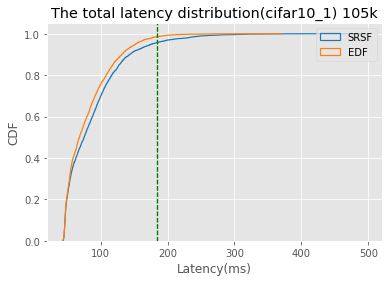 The total latency distribution(cifar10_1) 105k
1.0
0.8
0.6
0.4
0.2
0.0
CDF
SRSF
EDF
100 200 300 400 500
Latency(ms)